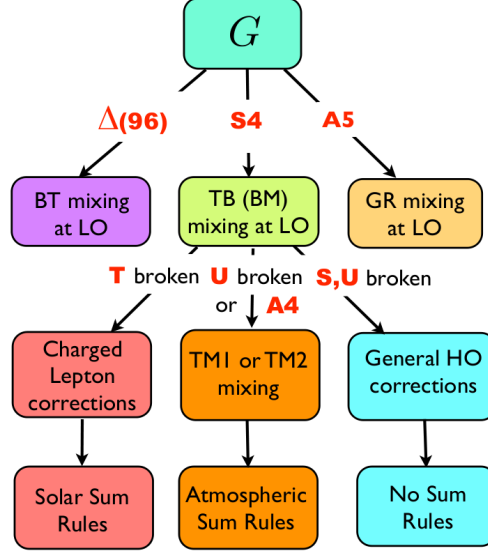 G
Δ(96) S4 A5
BT mixing
at LO
TB (BM)
mixing at LO
GR mixing
at LO
T broken U broken S,U broken
or A4
Charged
Lepton
corrections
TM1 or TM2
mixing
General HO
corrections
Solar Sum
Rules
Atmospheric
Sum Rules
No Sum
Rules